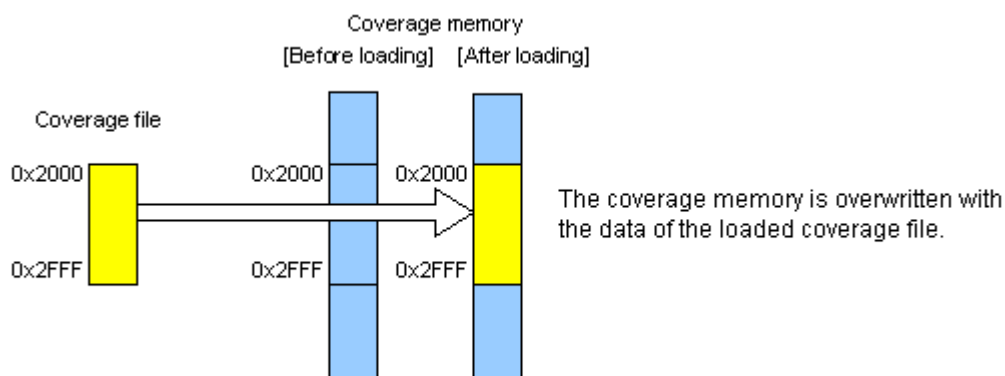 Coverage memory
[Before loading] [After loading]
Coverage file
0x2000 0x2000 0x2000
The coverage memory is overwritten with
the data of the loaded coverage file.
0x2FFF 0x2FFF 0x2FFF